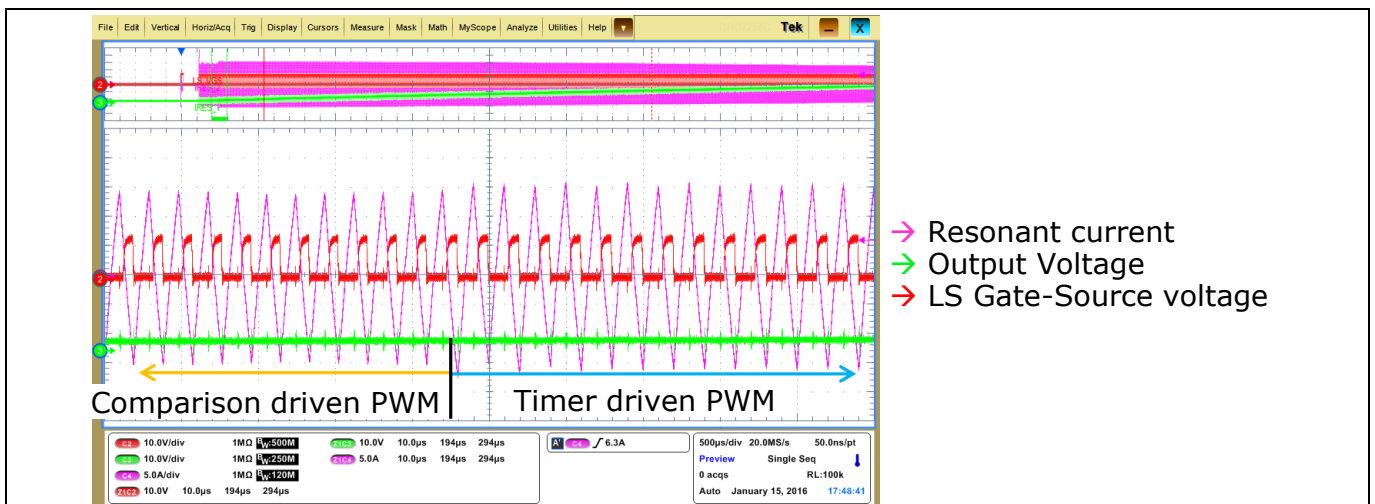 File Edit Vertical Horiz/Acq Trig Display Cursors Measure Mask Math MyScope Analyze Utilities Help Tek X
2
LS_VGS
3
→ Resonant current
→ Output Voltage
→ LS Gate-Source voltage
2
3
Comparison driven PWM
Timer driven PWM
C2 10.0V/div 1MΩ BW:500M
C3 10.0V/div 1MΩ BW:250M
C4 5.0A/div 1MΩ BW:120M
Z1C2 10.0V 10.0µs 194µs 294µs
Z1C3 10.0V 10.0µs 194µs 294µs
Z1C4 5.0A 10.0µs 194µs 294µs
A' C4 6.3A
500µs/div 20.0MS/s 50.0ns/pt
Preview Single Seq
0 acqs RL:100k
Auto January 15, 2016 17:48:41